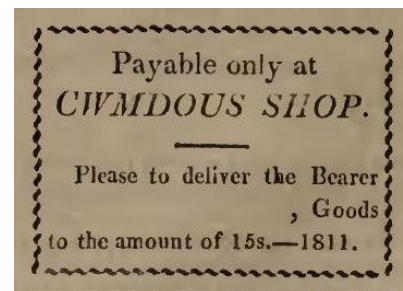 Payable only at
CWMDOUS SHOP.
Please to deliver the Bearer
, Goods
to the amount of 15s.—1811.